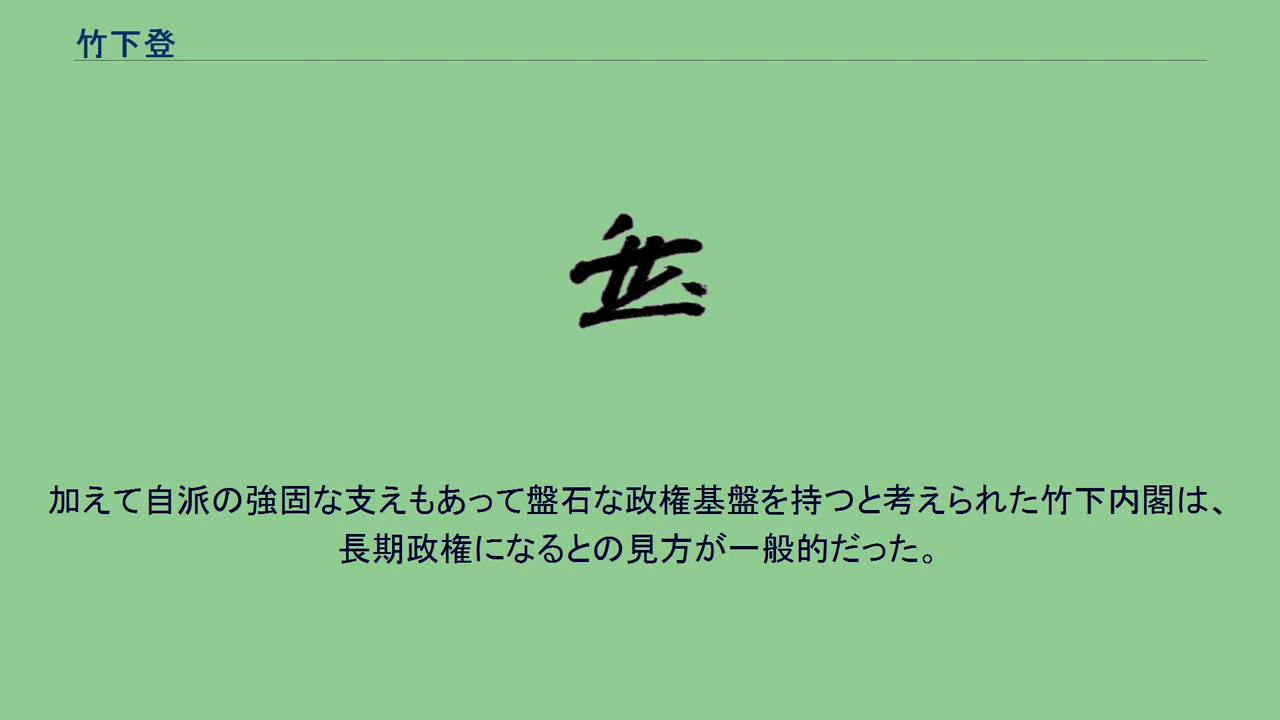 竹下登
加えて自派の強固な支えもあって盤石な政権基盤を持つと考えられた竹下内閣は、
長期政権になるとの見方が一般的だった。